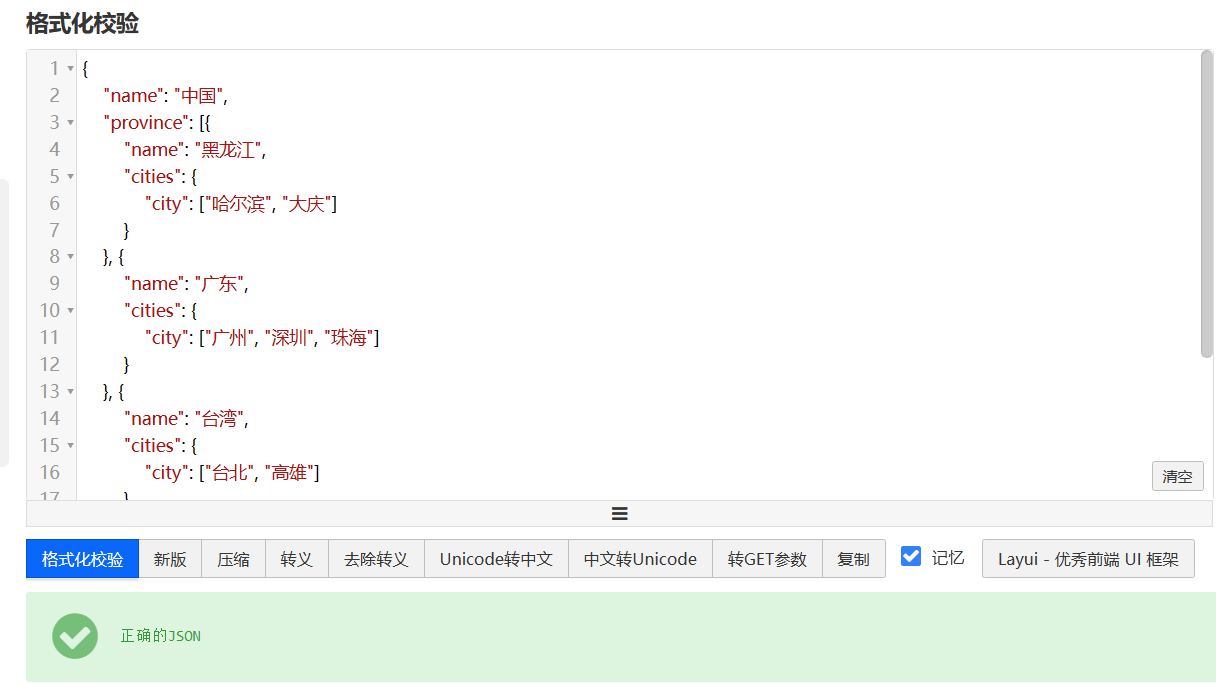 格式化校验
1 {
2 "name": "中国",
3 "province": [{
4 "name": "黑龙江",
5 "cities": {
6 "city": ["哈尔滨", "大庆"]
7 }
8 }, {
9 "name": "广东",
10 "cities": {
11 "city": ["广州", "深圳", "珠海"]
12 }
13 }, {
14 "name": "台湾",
15 "cities": {
16 "city": ["台北", "高雄"]
17 }
清空
格式化校验 新版 压缩 转义 去除转义 Unicode转中文 中文转Unicode 转GET参数 复制 记忆 Layui - 优秀前端 UI 框架
正确的JSON